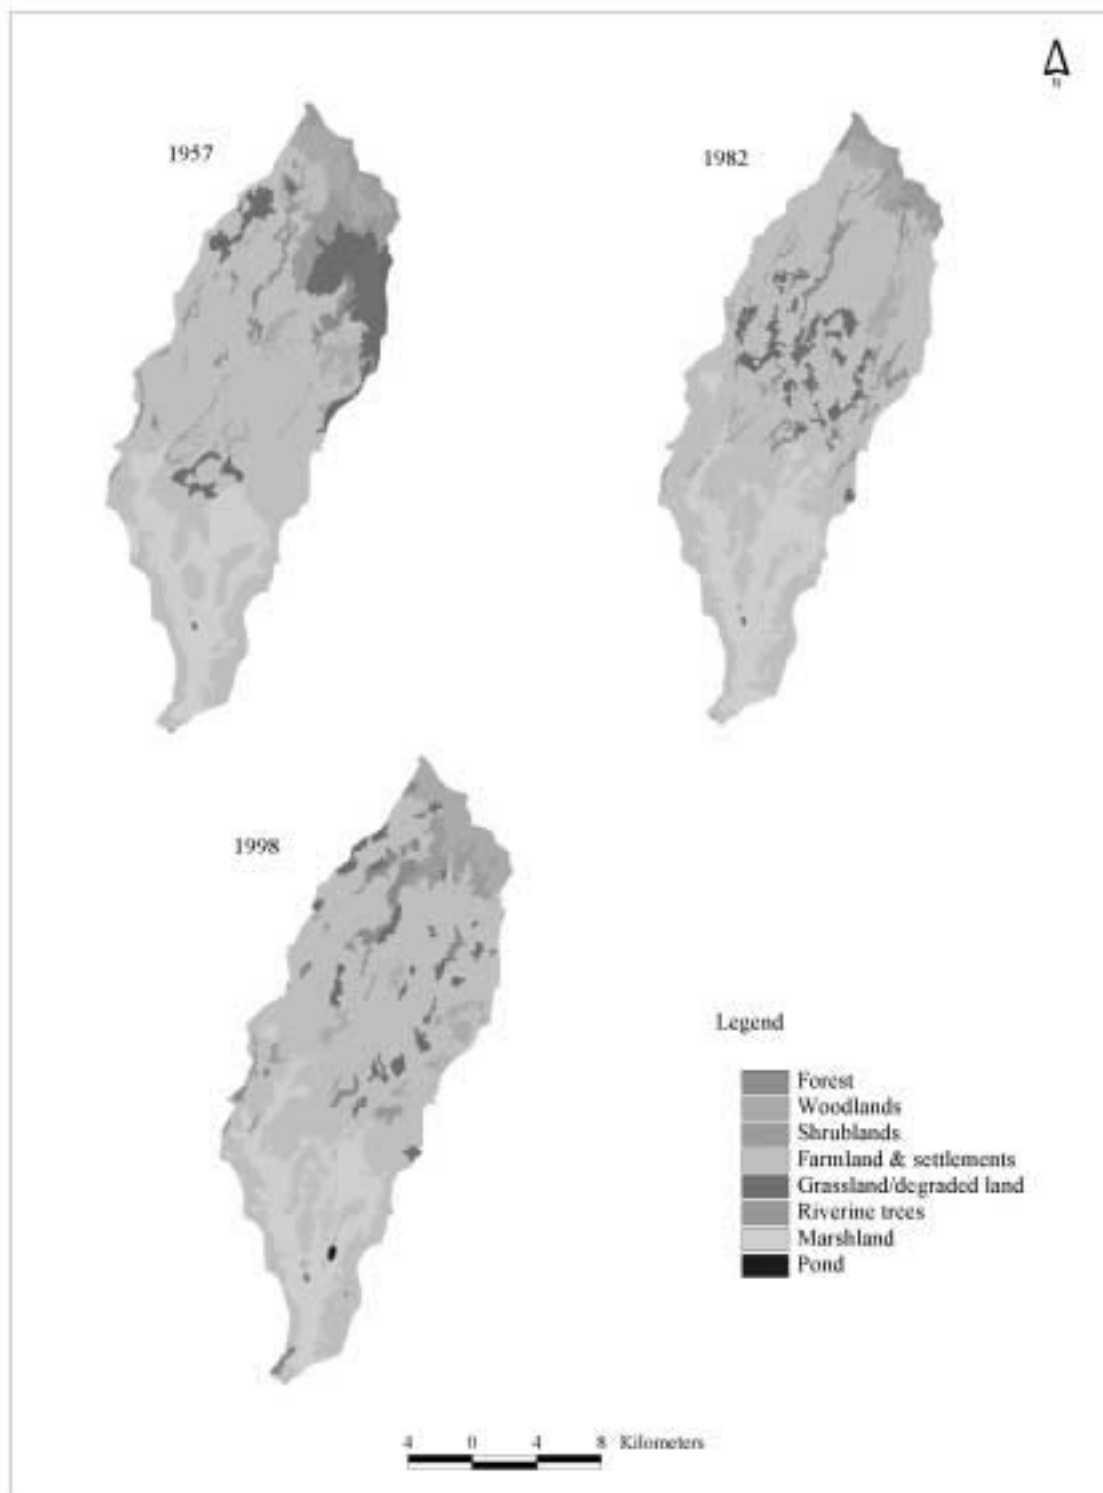 N
1957
1982
1998
Legend
Forest
Woodlands
Shrublands
Farmland & settlements
Grassland/degraded land
Riverine trees
Marshland
Pond
4 0 4 8 Kilometers